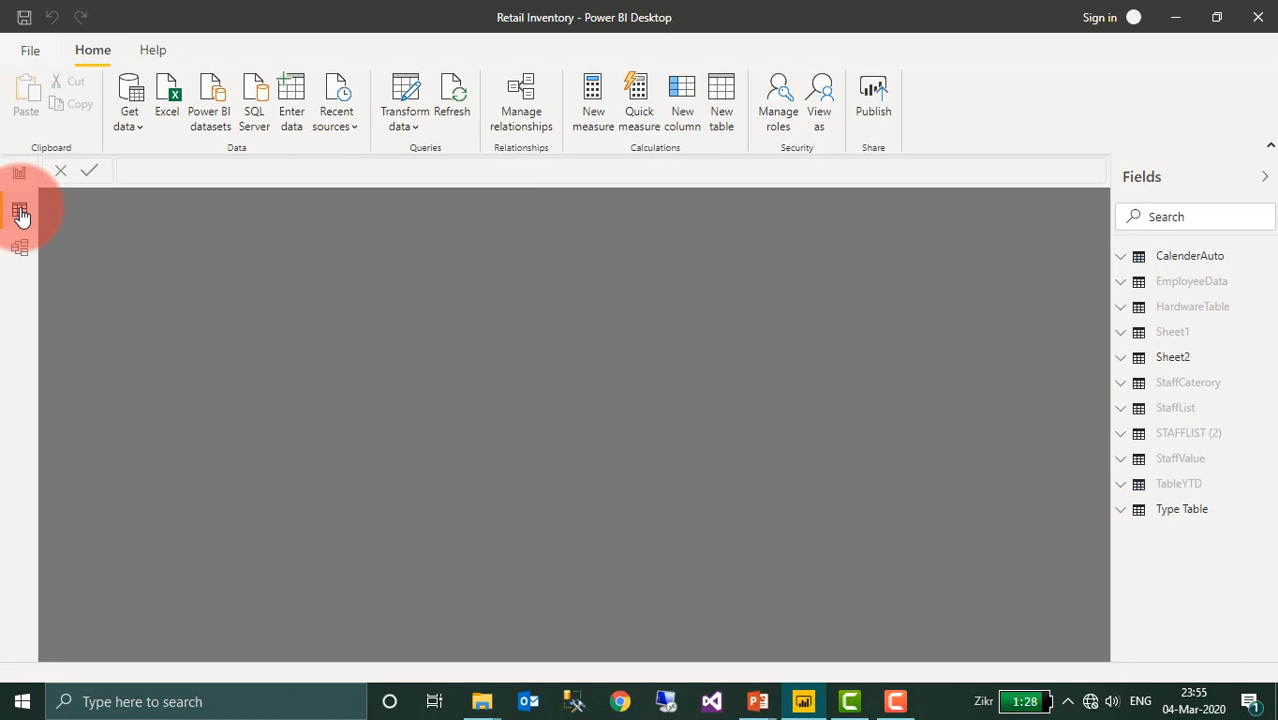 Retail Inventory - Power BI Desktop
Sign in
File
Home
Help
Paste
Cut
Copy
Clipboard
Get data
Excel
Power BI datasets
SQL Server
Enter data
Recent sources
Data
Transform data
Refresh
Queries
Manage relationships
Relationships
New measure
Quick measure
New column
New table
Calculations
Manage roles
View as
Security
Publish
Share
Fields
Search
CalenderAuto
EmployeeData
HardwareTable
Sheet1
Sheet2
StaffCaterory
StaffList
STAFFLIST (2)
StaffValue
TableYTD
Type Table
Type here to search
Zikr
1:28
ENG
23:55
04-Mar-2020
1